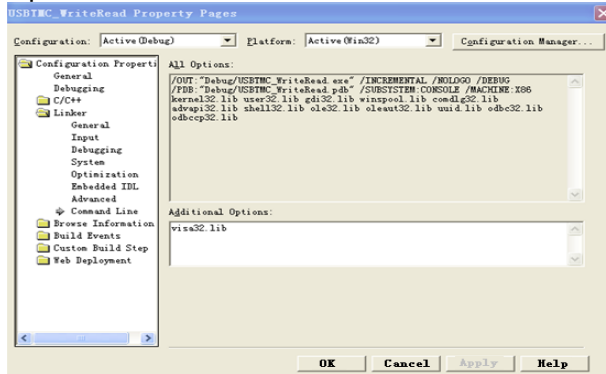 USBTMC_WriteRead Property Pages
Configuration: Active(Debug) Platform: Active(Win32) Configuration Manager...
Configuration Properti
General
Debugging
C/C++
Linker
General
Input
Debugging
System
Optimization
Embedded IDL
Advanced
Command Line
Browse Information
Build Events
Custom Build Step
Web Deployment
All Options:
/OUT:"Debug/USBTMC_WriteRead.exe" /INCREMENTAL /NOLOGO /DEBUG
/PDB:"Debug/USBTMC_WriteRead.pdb" /SUBSYSTEM:CONSOLE /MACHINE:X86
kernel32.lib user32.lib gdi32.lib winspool.lib comdlg32.lib
advapi32.lib shell32.lib ole32.lib oleaut32.lib uuid.lib odbc32.lib
odbccp32.lib
Additional Options:
visa32.lib
OK Cancel Apply Help